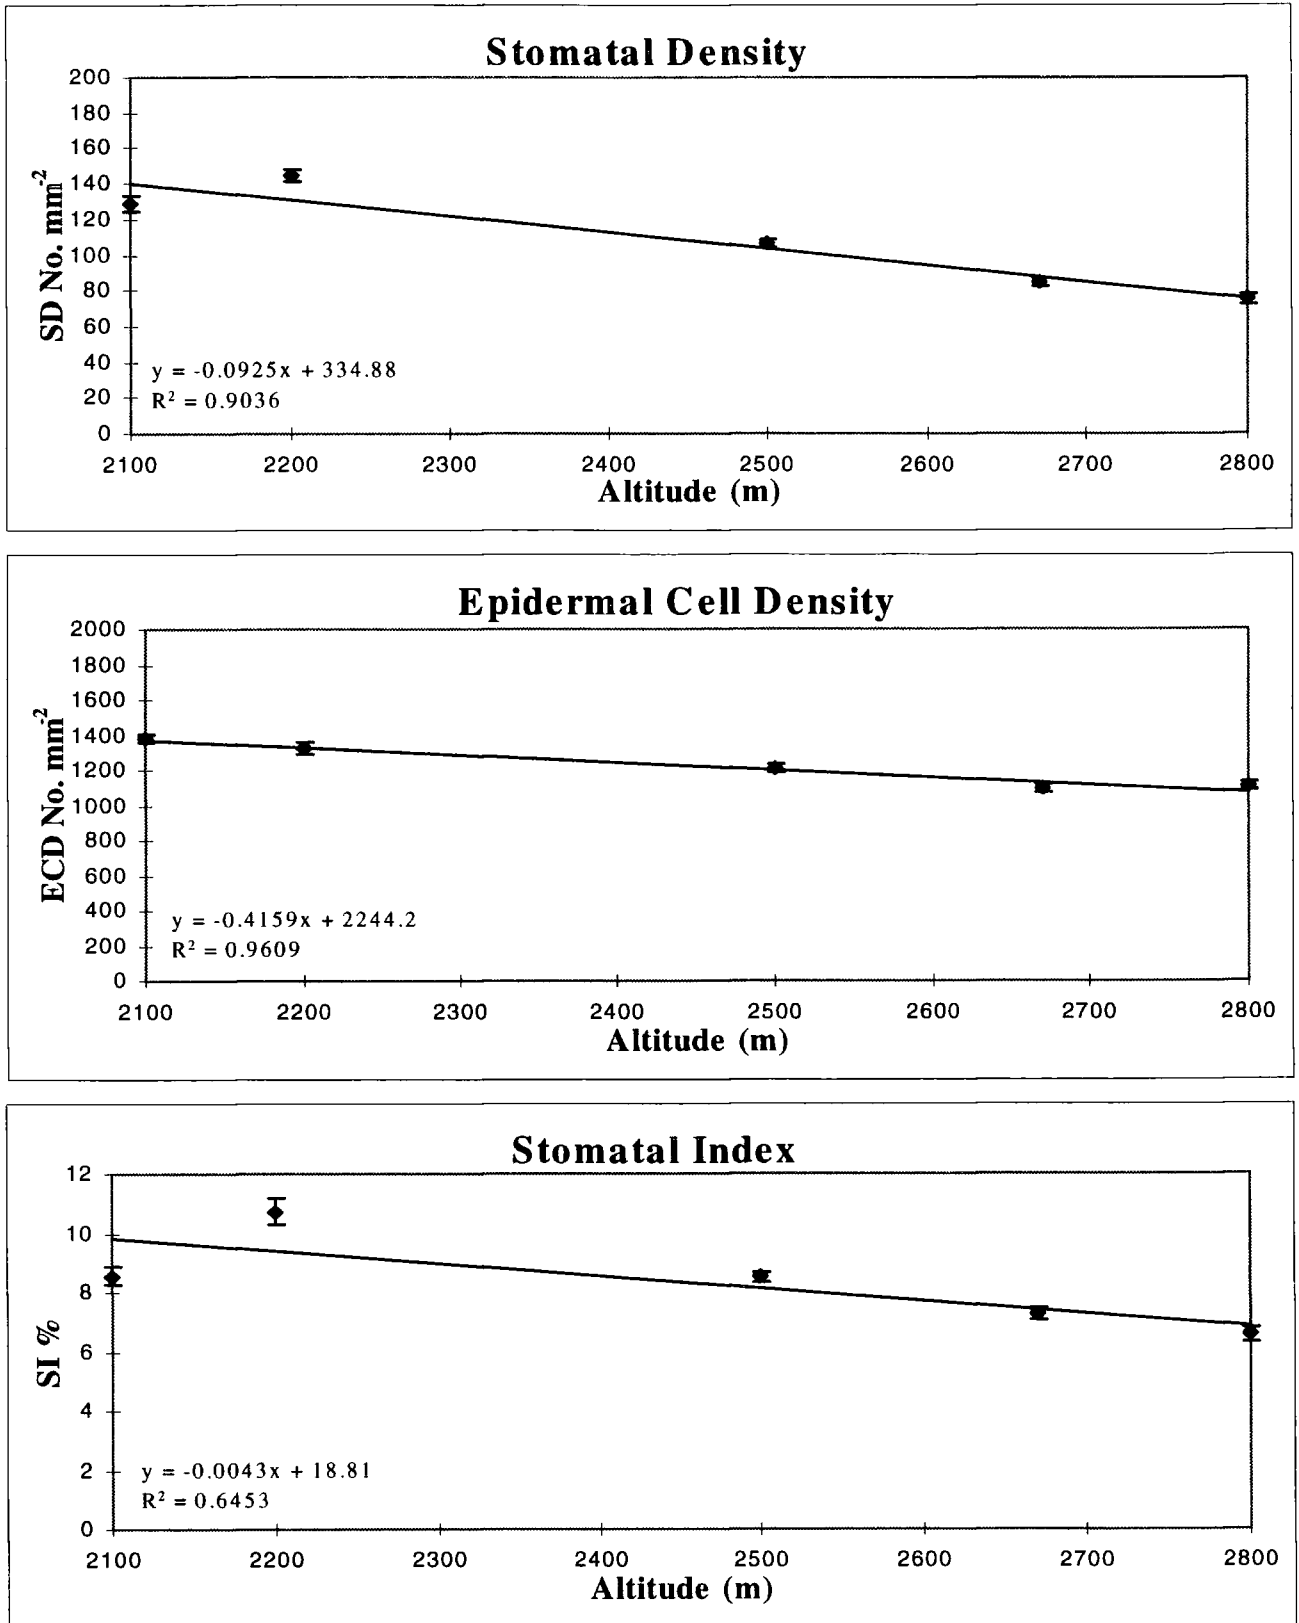 Stomatal Density
200
180
160
140
120
100
80
60
40
20
0
SD No. mm⁻²
y = -0.0925x + 334.88
R² = 0.9036
2100 2200 2300 2400 2500 2600 2700 2800
Altitude (m)
Epidermal Cell Density
2000
1800
1600
1400
1200
1000
800
600
400
200
0
ECD No. mm⁻²
y = -0.4159x + 2244.2
R² = 0.9609
2100 2200 2300 2400 2500 2600 2700 2800
Altitude (m)
Stomatal Index
12
10
8
6
4
2
0
SI %
y = -0.0043x + 18.81
R² = 0.6453
2100 2200 2300 2400 2500 2600 2700 2800
Altitude (m)